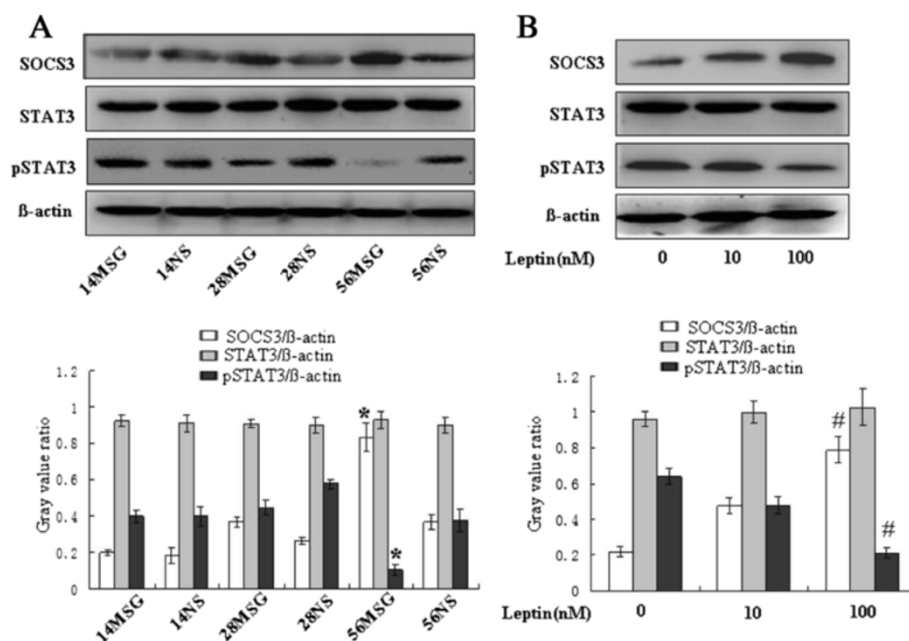 A
SOCS3
STAT3
pSTAT3
ß-actin
14MSG 14NS 28MSG 28NS 56MSG 56NS
SOCS3/ß-actin
STAT3/ß-actin
pSTAT3/ß-actin
Gray value ratio
1.2
1
0.8
0.6
0.4
0.2
0
*
*
14MSG 14NS 28MSG 28NS 56MSG 56NS
B
SOCS3
STAT3
pSTAT3
ß-actin
Leptin(nM) 0 10 100
SOCS3/ß-actin
STAT3/ß-actin
pSTAT3/ß-actin
Gray value ratio
1.2
1
0.8
0.6
0.4
0.2
0
#
#
Leptin(nM) 0 10 100